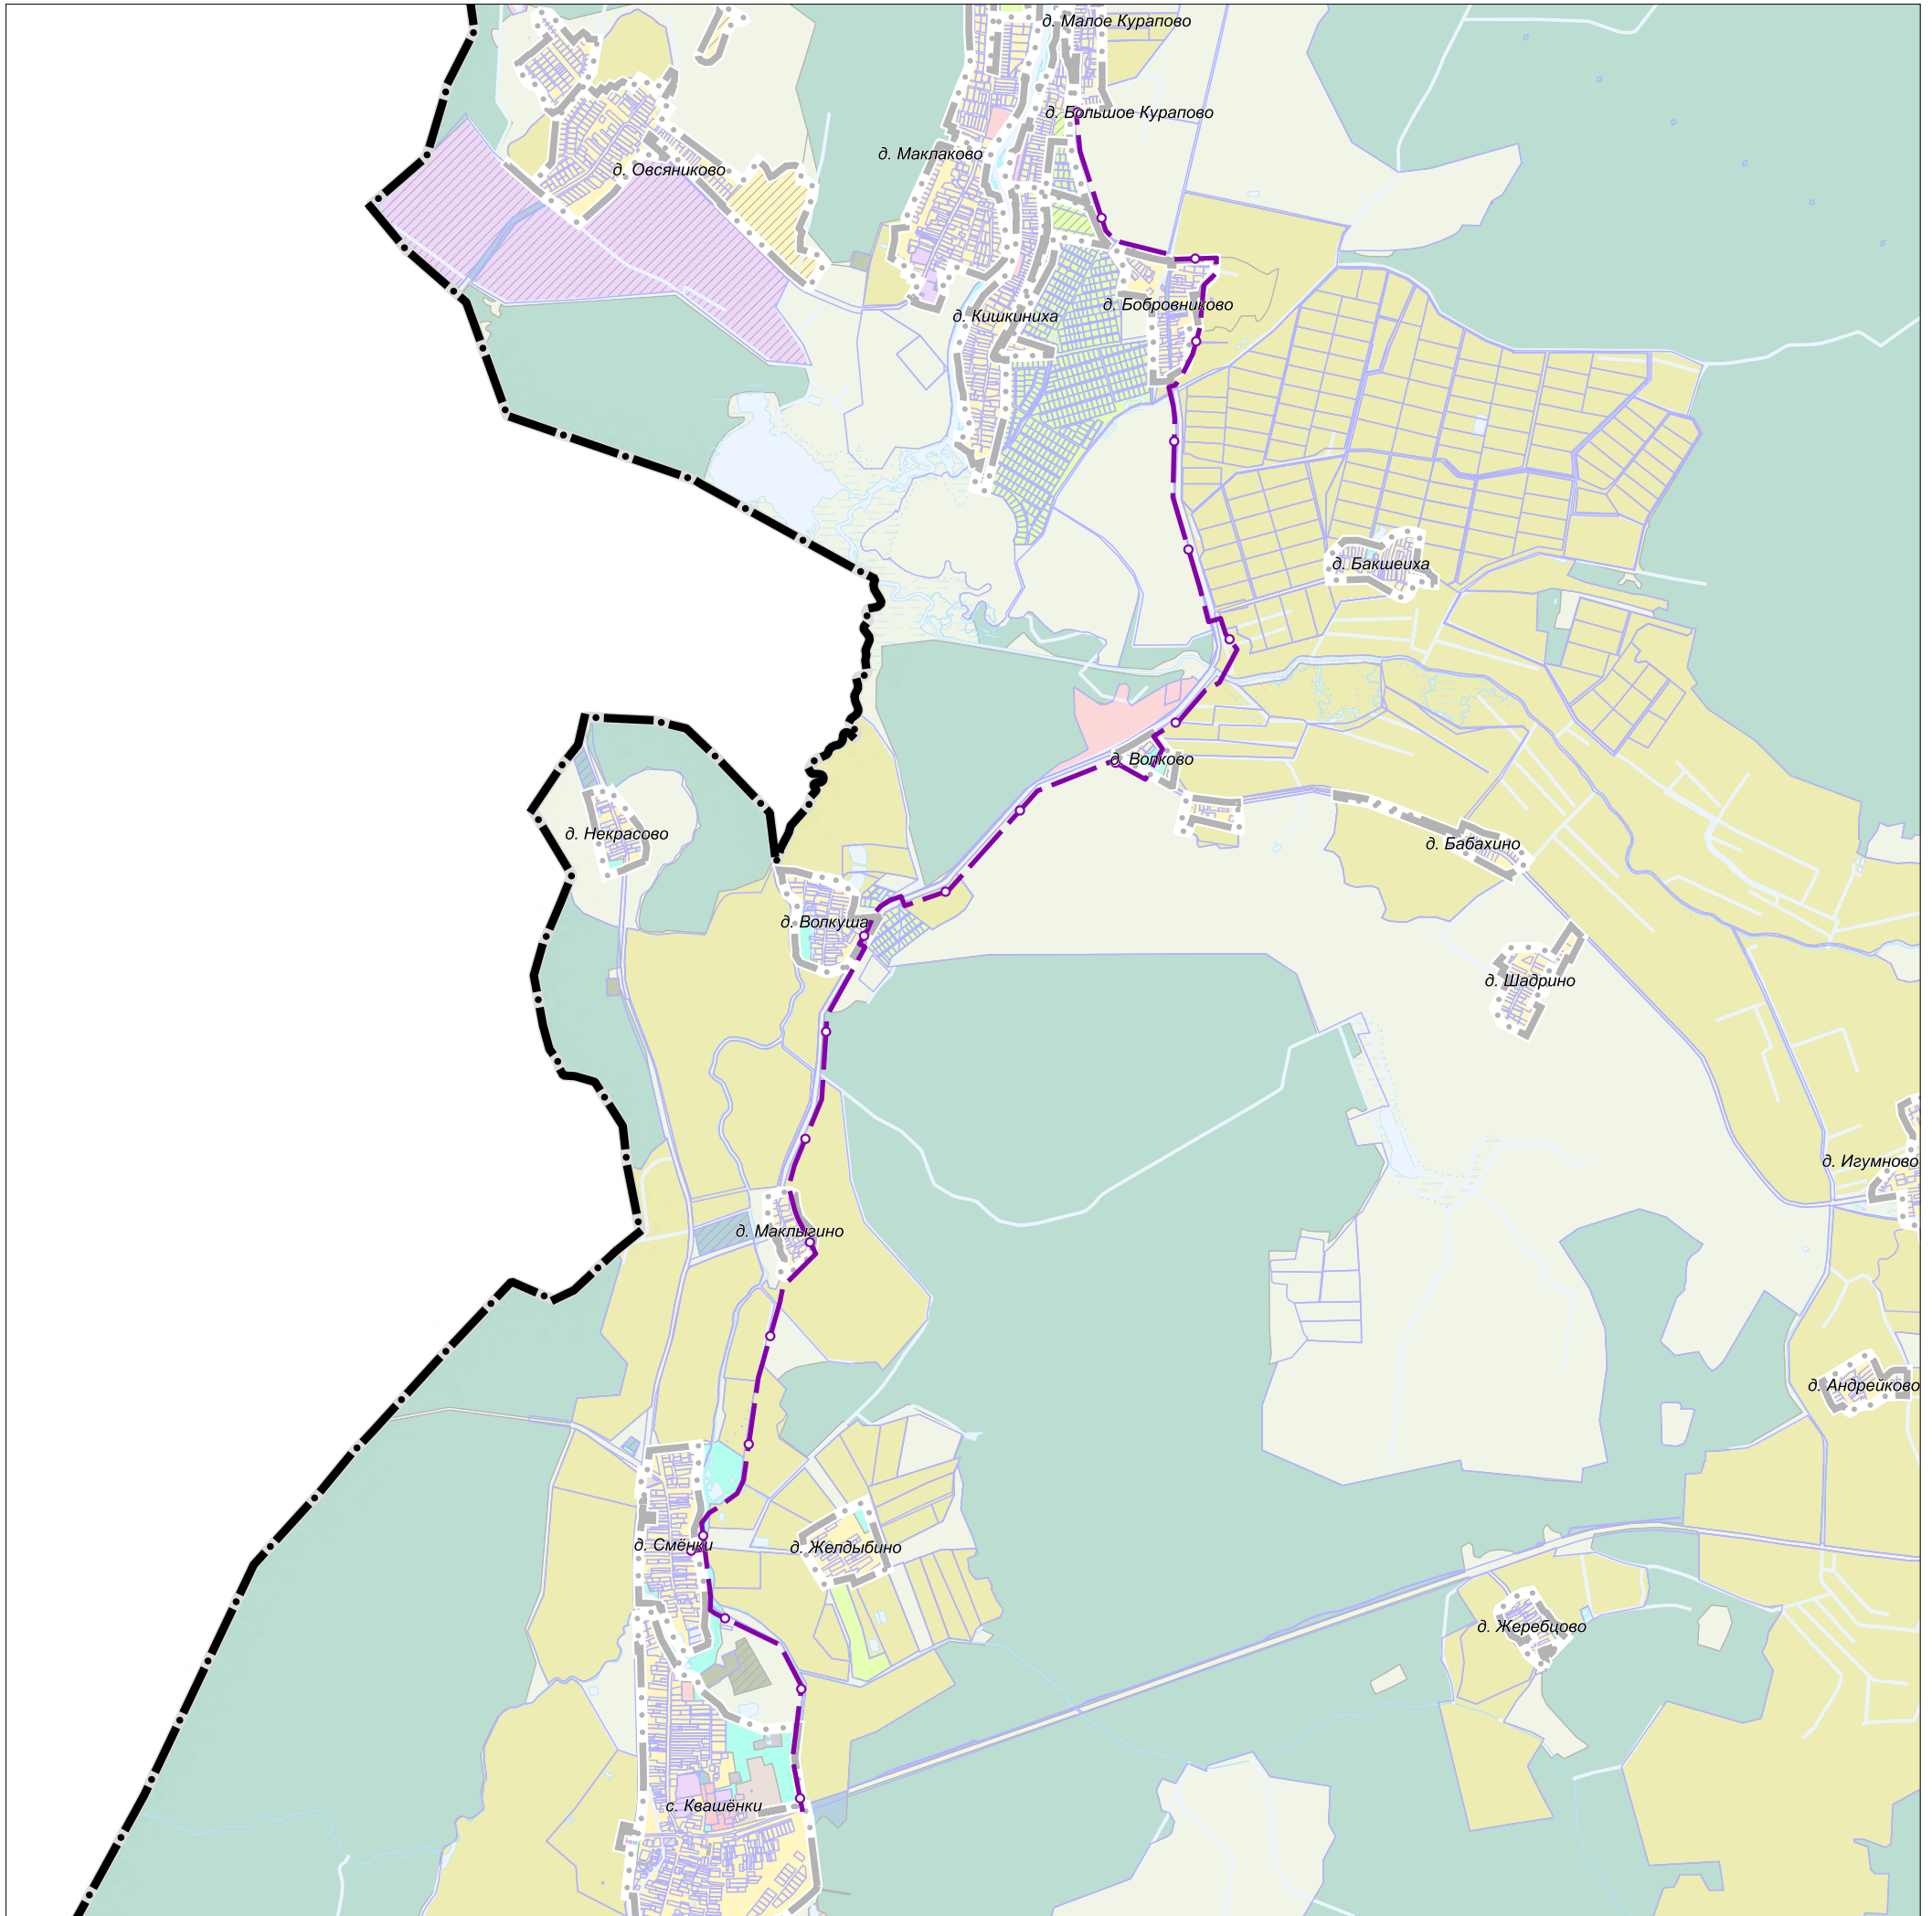 д. Малое Курапово
д. Большое Курапово
д. Маклаково
д. Овсяниково
д. Бобровниково
д. Кишкиниха
д. Бакшеиха
д. Волково
д. Некрасово
д. Бабахино
д. Волкуша
д. Шадрино
д. Игумново
д. Маклыгино
д. Андрейково
д. Смёнки
д. Желдыбино
д. Жеребцово
с. Квашёнки